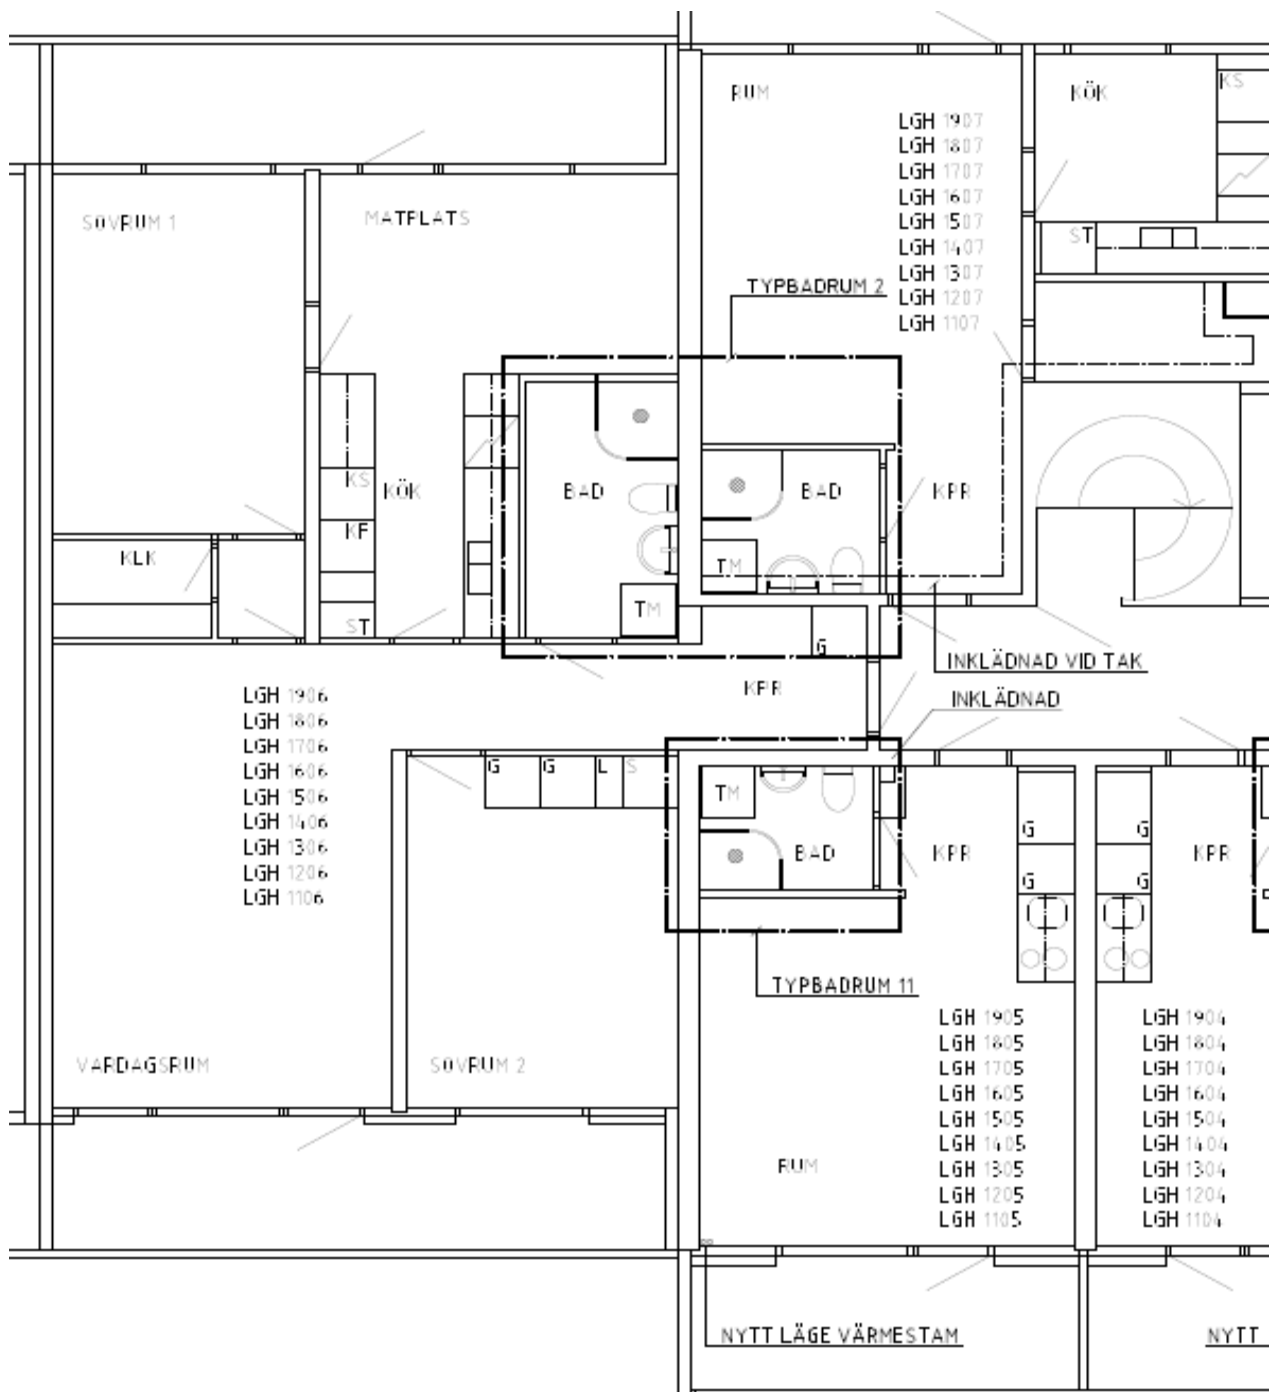 RUM
KÖK
KS
LGH 1907
LGH 1807
LGH 1707
LGH 1607
LGH 1507
LGH 1407
LGH 1307
LGH 1207
LGH 1107
SOVRUM 1
MATPLATS
ST
TYPBADRUM 2
KS
KÖK
KF
BAD
BAD
KPR
KLK
TM
TM
ST
G
INKLÄDNAD VID TAK
KPR
INKLÄDNAD
LGH 1906
LGH 1806
LGH 1706
LGH 1606
LGH 1506
LGH 1406
LGH 1306
LGH 1206
LGH 1106
G
G
L
S
TM
BAD
KPR
G
G
KPR
G
G
TYPBADRUM 11
VARDAGSRUM
SOVRUM 2
LGH 1905
LGH 1805
LGH 1705
LGH 1605
LGH 1505
LGH 1405
LGH 1305
LGH 1205
LGH 1105
LGH 1904
LGH 1804
LGH 1704
LGH 1604
LGH 1504
LGH 1404
LGH 1304
LGH 1204
LGH 1104
RUM
NYTT LÄGE VÄRMESTAM
NYTT